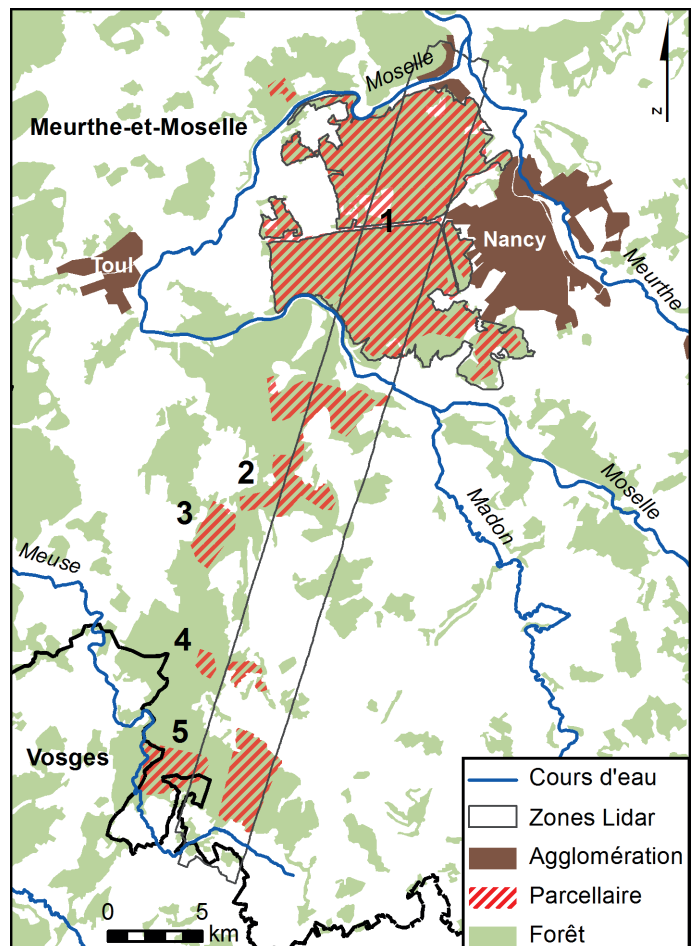 Moselle
Z
Meurthe-et-Moselle
1
Nancy
Toul
Meurthe
2
Moselle
3
Madon
Meuse
4
5
Vosges
Cours d'eau
Zones Lidar
Agglomération
Parcellaire
Forêt
0 5
km